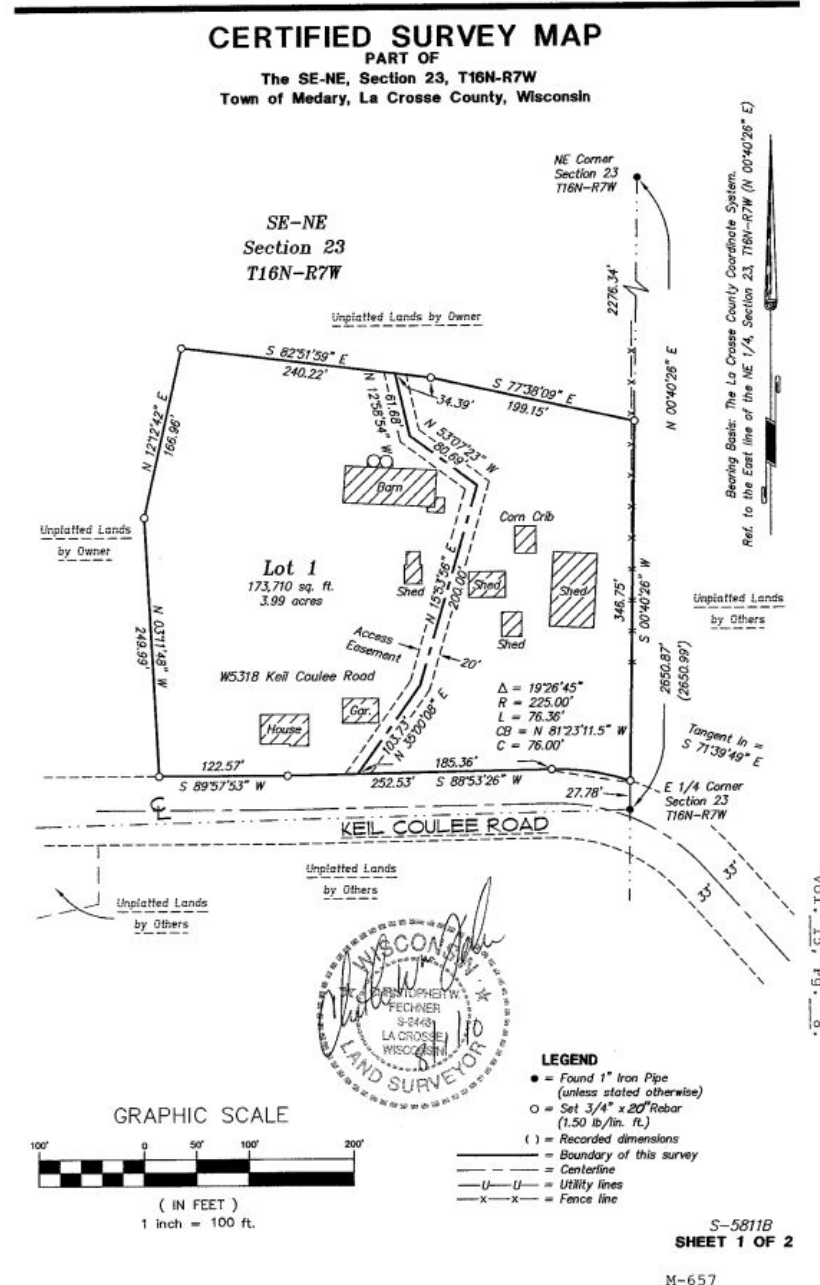 CERTIFIED SURVEY MAP
PART OF
The SE-NE, Section 23, T16N-R7W
Town of Medary, La Crosse County, Wisconsin
NE Corner
Section 23
T16N-R7W
Bearing Basis: The La Crosse County Coordinate System.
Ref. to the East line of the NE 1/4, Section 23, T16N-R7W (N 00°40'26" E)
SE-NE
Section 23
T16N-R7W
2276.34'
Unplatted Lands by Owner
N 00°40'26" E
S 82°51'59" E
240.22'
34.39'
S 77°38'09" E
199.15'
N 12°12'42" E
166.96'
N 12°58'54" W
61.68'
N 53°07'23" W
80.69'
Barn
Corn Crib
Unplatted Lands
by Owner
Lot 1
173,710 sq. ft.
3.99 acres
Shed
Shed
Shed
Shed
N 15°53'56" E
200.00'
346.75'
S 00°40'26" W
Unplatted Lands
by Others
N 03°11'48" W
249.99'
Access
Easement
20'
W5318 Keil Coulee Road
Δ = 19°26'45"
R = 225.00'
L = 76.36'
CB = N 81°23'11.5" W
C = 76.00'
2650.87'
(2650.99')
Tangent In =
S 71°39'49" E
House
Gar.
103.73'
N 35°00'08" E
122.57'
S 89°57'53" W
185.36'
252.53'
S 88°53'26" W
27.78'
E 1/4 Corner
Section 23
T16N-R7W
KEIL COULEE ROAD
33'
33'
Unplatted Lands
by Others
Unplatted Lands
by Others
WISCONSIN
CHRISTOPHER W.
FECHNER
S-2448
LA CROSSE,
WISCONSIN
LAND SURVEYOR
LEGEND
● = Found 1" Iron Pipe
(unless stated otherwise)
○ = Set 3/4" x 20" Rebar
(1.50 lb/lin. ft.)
( ) = Recorded dimensions
= Boundary of this survey
= Centerline
U U = Utility lines
x x = Fence line
GRAPHIC SCALE
100' 0 50' 100' 200'
( IN FEET )
1 inch = 100 ft.
S-5811B
SHEET 1 OF 2
M-657